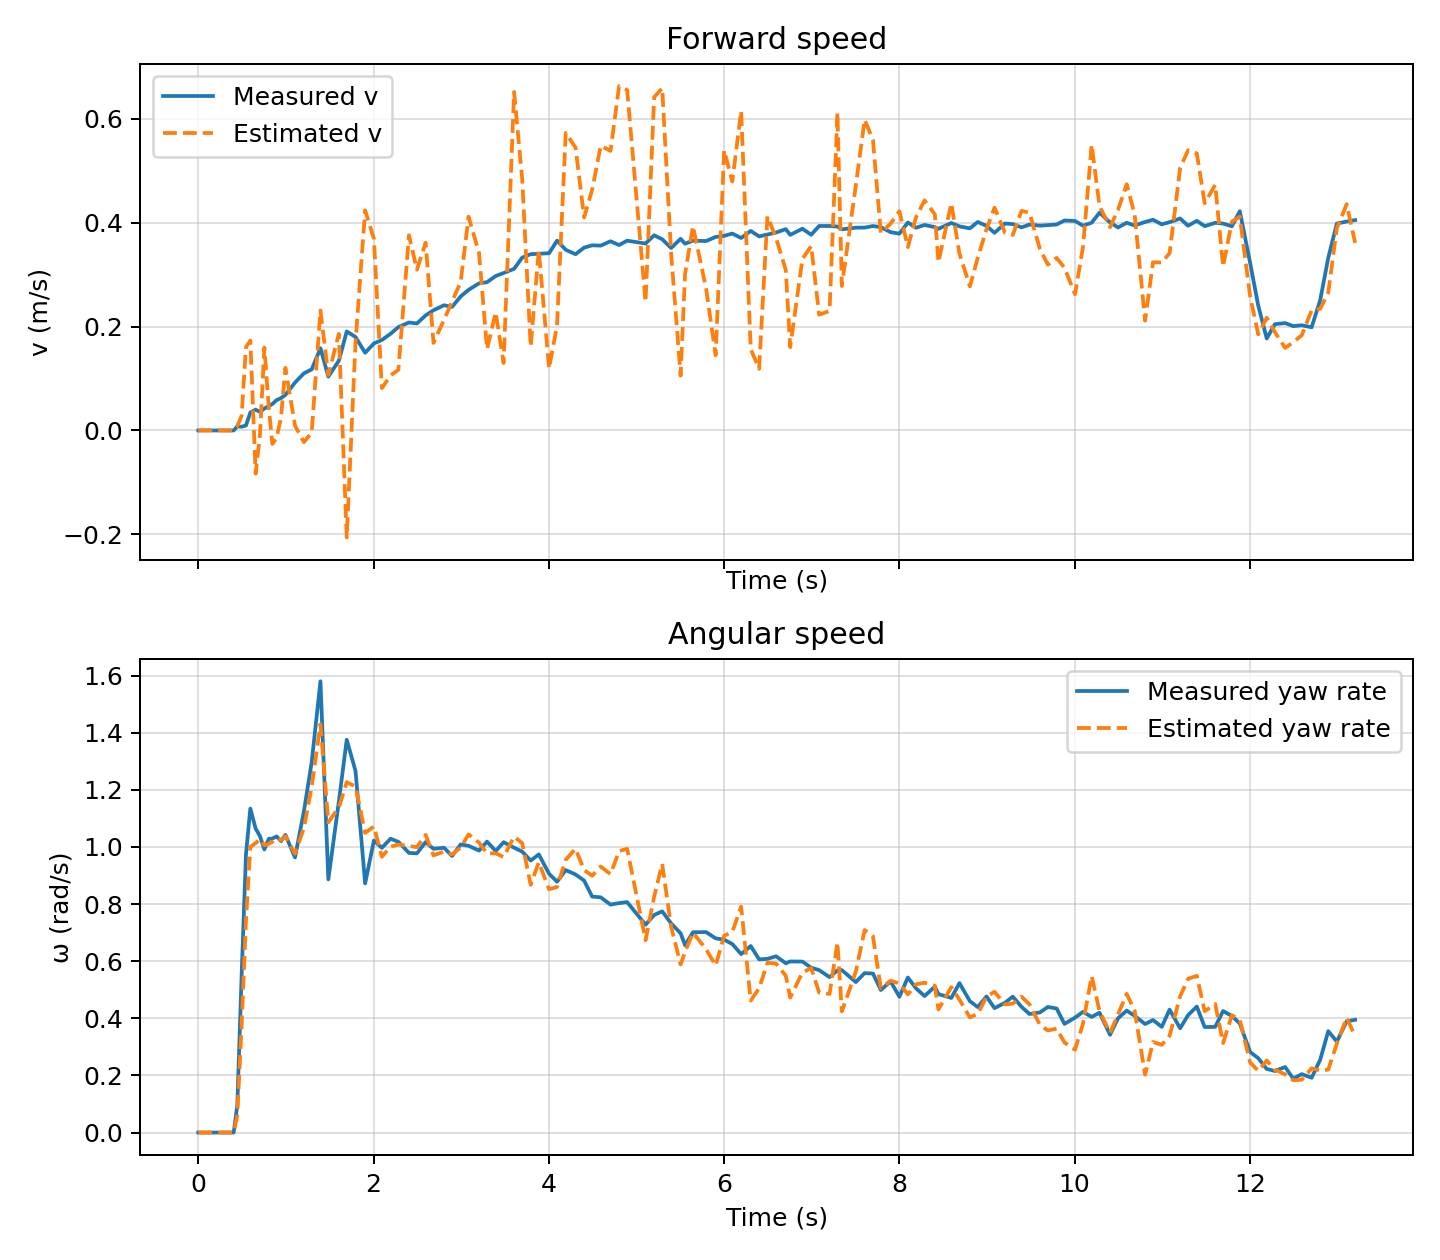 Forward speed
Measured v
Estimated v
v (m/s)
0.6
0.4
0.2
0.0
−0.2
Time (s)
Angular speed
Measured yaw rate
Estimated yaw rate
ω (rad/s)
1.6
1.4
1.2
1.0
0.8
0.6
0.4
0.2
0.0
0 2 4 6 8 10 12
Time (s)